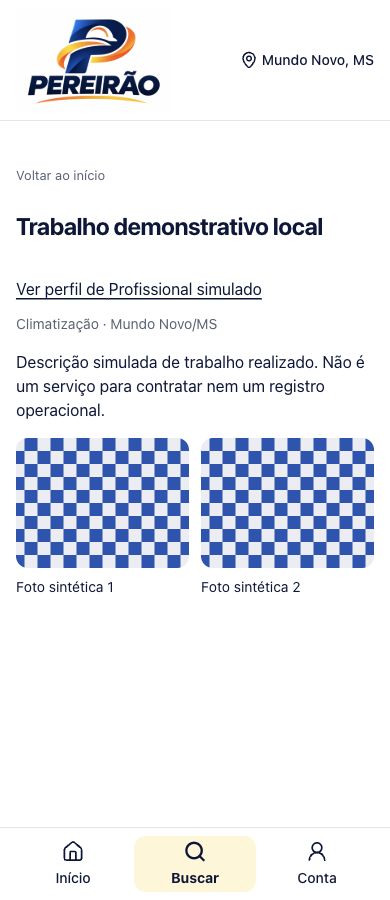 PEREIRÃO
Mundo Novo, MS
Voltar ao início
Trabalho demonstrativo local
Ver perfil de Profissional simulado
Climatização · Mundo Novo/MS
Descrição simulada de trabalho realizado. Não é
um serviço para contratar nem um registro
operacional.
Foto sintética 1
Foto sintética 2
Início
Buscar
Conta